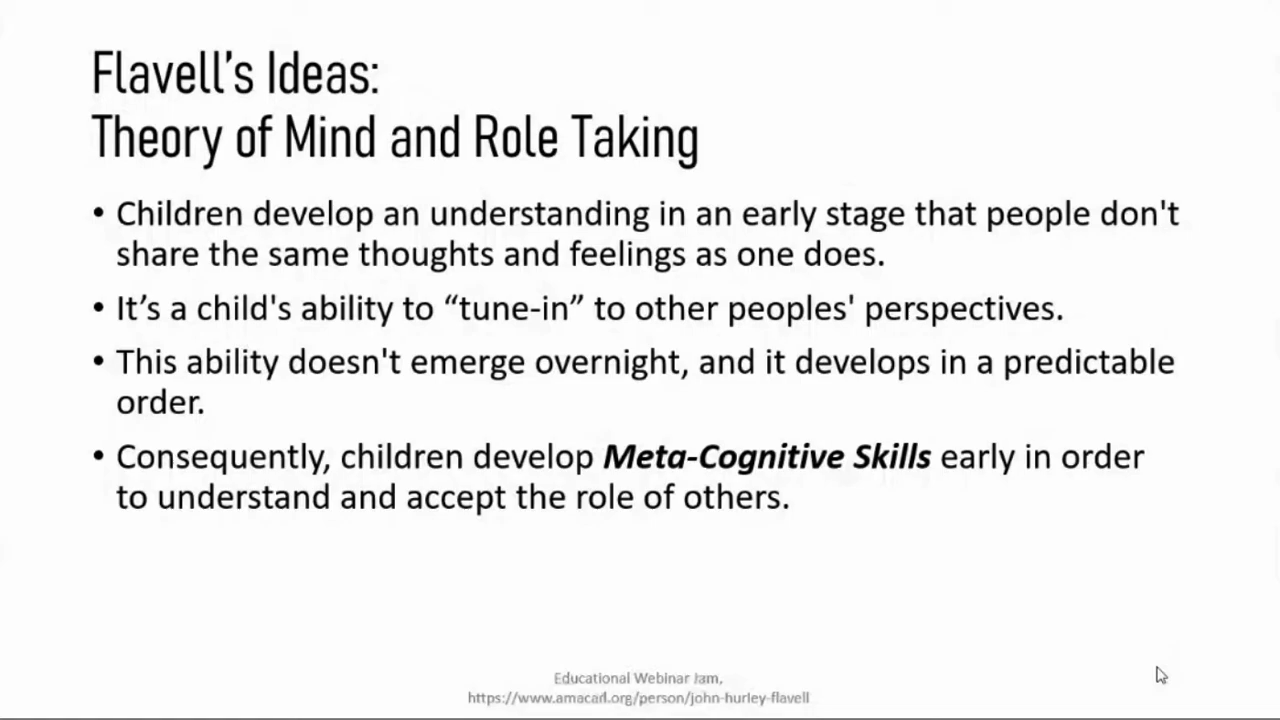 Flavell’s Ideas:
Theory of Mind and Role Taking
• Children develop an understanding in an early stage that people don't
share the same thoughts and feelings as one does.
• It’s a child's ability to “tune-in” to other peoples' perspectives.
• This ability doesn't emerge overnight, and it develops in a predictable
order.
• Consequently, children develop Meta-Cognitive Skills early in order
to understand and accept the role of others.
Educational Webinar Jam,
https://www.amacad.org/person/john-hurley-flavell